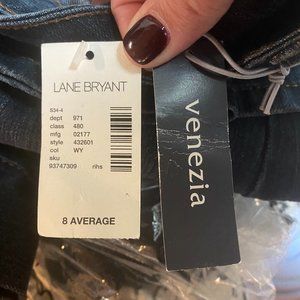 LANE BRYANT
534-4
dept 971
class 480
mfg 02177
style 432601
col WY
sku
93747309 rihs
8 AVERAGE
venezia